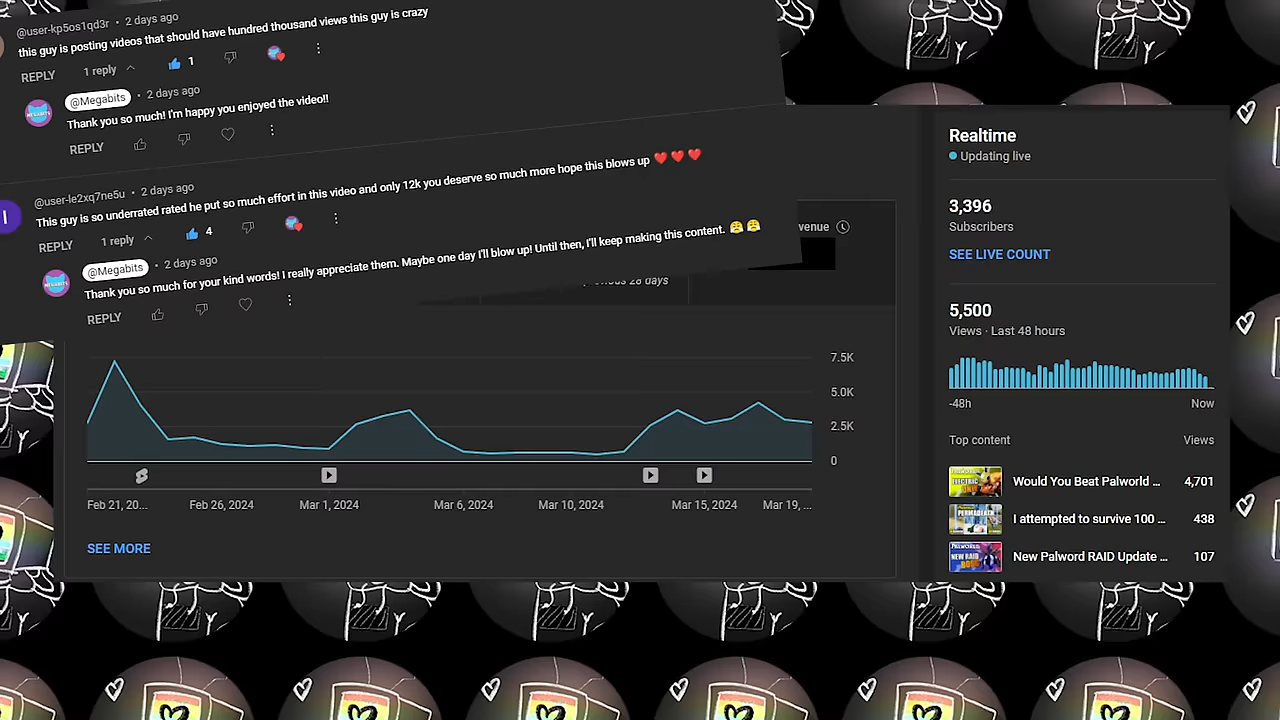 @user-kp5os1qd3r • 2 days ago
this guy is posting videos that should have hundred thousand views this guy is crazy
REPLY 1 reply 1
@Megabits • 2 days ago
Thank you so much! I'm happy you enjoyed the video!!
REPLY
@user-le2xq7ne5u • 2 days ago
This guy is so underrated rated he put so much effort in this video and only 12k you deserve so much more hope this blows up ❤️ ❤️ ❤️
REPLY 1 reply 4
@Megabits • 2 days ago
Thank you so much for your kind words! I really appreciate them. Maybe one day I'll blow up! Until then, I'll keep making this content. 😤 😤
REPLY
venue
28 days
7.5K
5.0K
2.5K
0
Feb 21, 20... Feb 26, 2024 Mar 1, 2024 Mar 6, 2024 Mar 10, 2024 Mar 15, 2024 Mar 19, ...
SEE MORE
Realtime
Updating live
3,396
Subscribers
SEE LIVE COUNT
5,500
Views · Last 48 hours
-48h Now
Top content Views
Would You Beat Palworld ... 4,701
I attempted to survive 100 ... 438
New Palword RAID Update ... 107